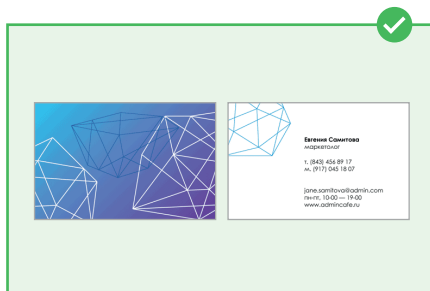 Евгения Самитова
маркетолог
т. (843) 456 89 17
м. (917) 045 18 07
jane.samitova@admin.com
пн-пт, 10-00 — 19-00
www.admincafe.ru